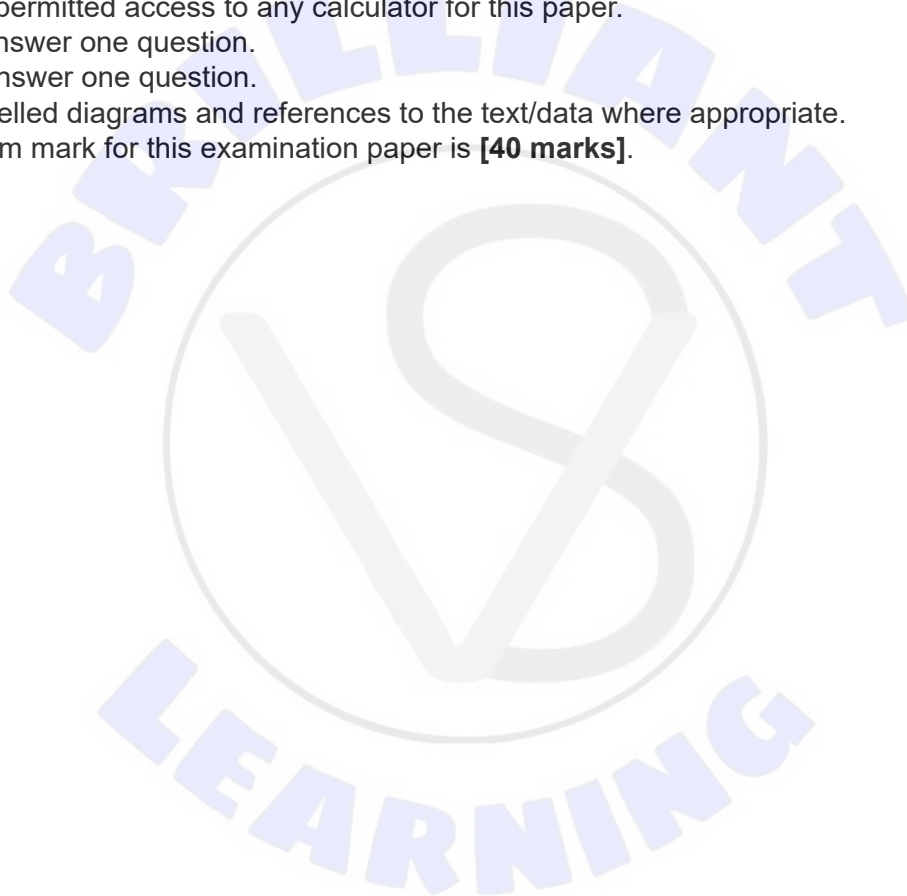 permitted access to any calculator for this paper.
nswer one question.
nswer one question.
elled diagrams and references to the text/data where appropriate.
m mark for this examination paper is [40 marks].
BRILLIANT
VS
LEARNING